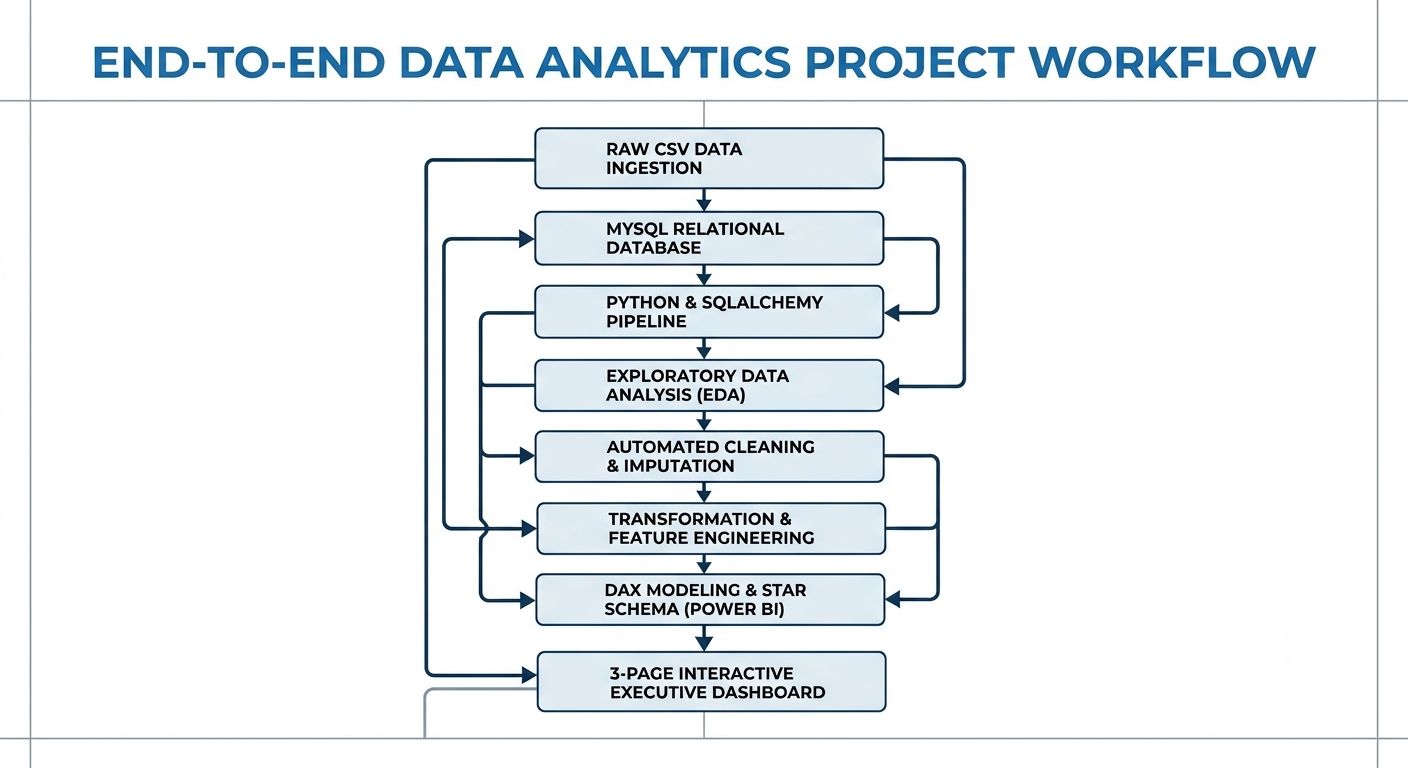 END-TO-END DATA ANALYTICS PROJECT WORKFLOW
RAW CSV DATA
INGESTION
MYSQL RELATIONAL
DATABASE
PYTHON & SQLALCHEMY
PIPELINE
EXPLORATORY DATA
ANALYSIS (EDA)
AUTOMATED CLEANING
& IMPUTATION
TRANSFORMATION &
FEATURE ENGINEERING
DAX MODELING & STAR
SCHEMA (POWER BI)
3-PAGE INTERACTIVE
EXECUTIVE DASHBOARD